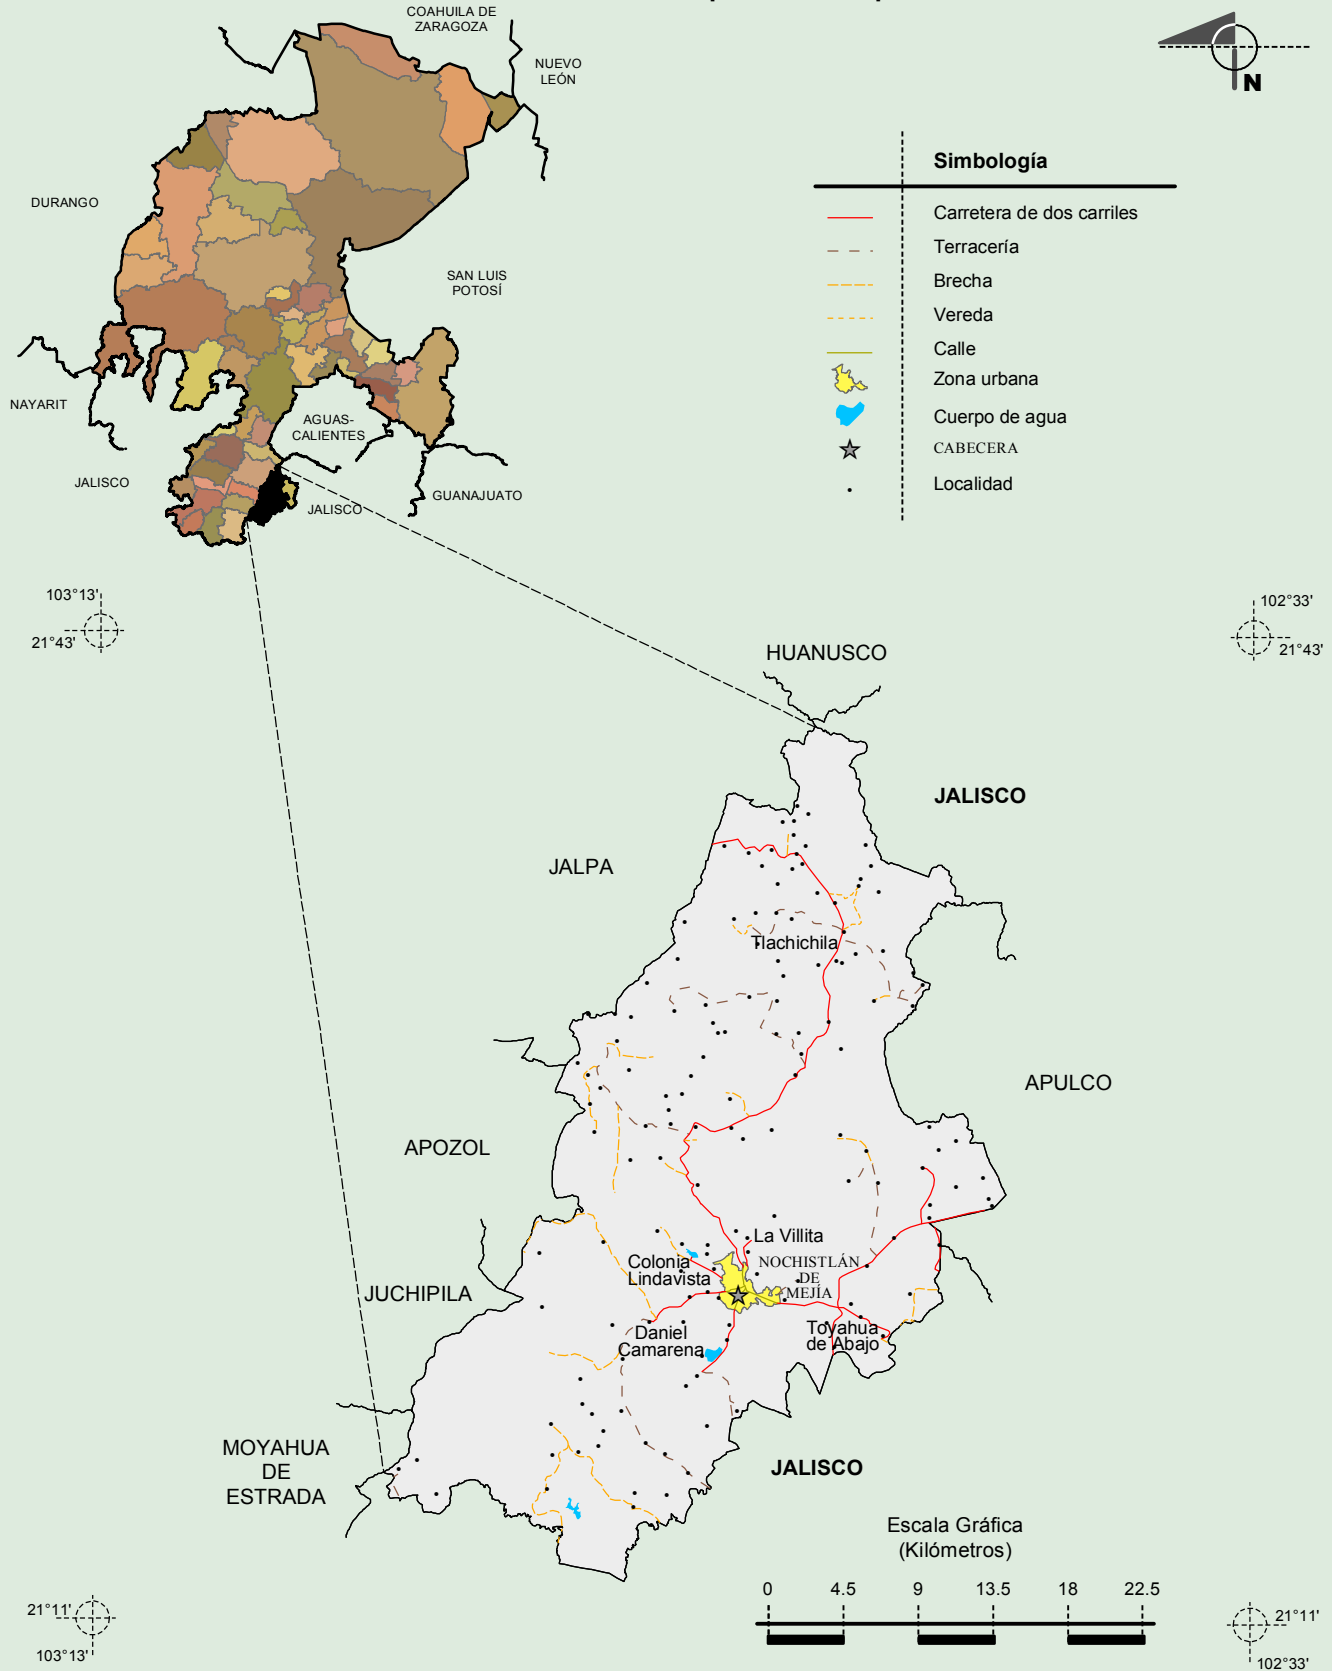 COAHUILA DE
ZARAGOZA
NUEVO
LEÓN
N
DURANGO
SAN LUIS
POTOSÍ
NAYARIT
AGUAS-
CALIENTES
JALISCO
JALISCO
GUANAJUATO
Simbología
Carretera de dos carriles
Terracería
Brecha
Vereda
Calle
Zona urbana
Cuerpo de agua
CABECERA
Localidad
103°13'
21°43'
102°33'
21°43'
HUANUSCO
JALISCO
JALPA
Tlachichila
APULCO
APOZOL
La Villita
Colonia
Lindavista
NOCHISTLÁN
DE
MEJÍA
JUCHIPILA
Daniel
Camarena
Toyahua
de Abajo
MOYAHUA
DE
ESTRADA
JALISCO
Escala Gráfica
(Kilómetros)
0 4.5 9 13.5 18 22.5
21°11'
103°13'
21°11'
102°33'